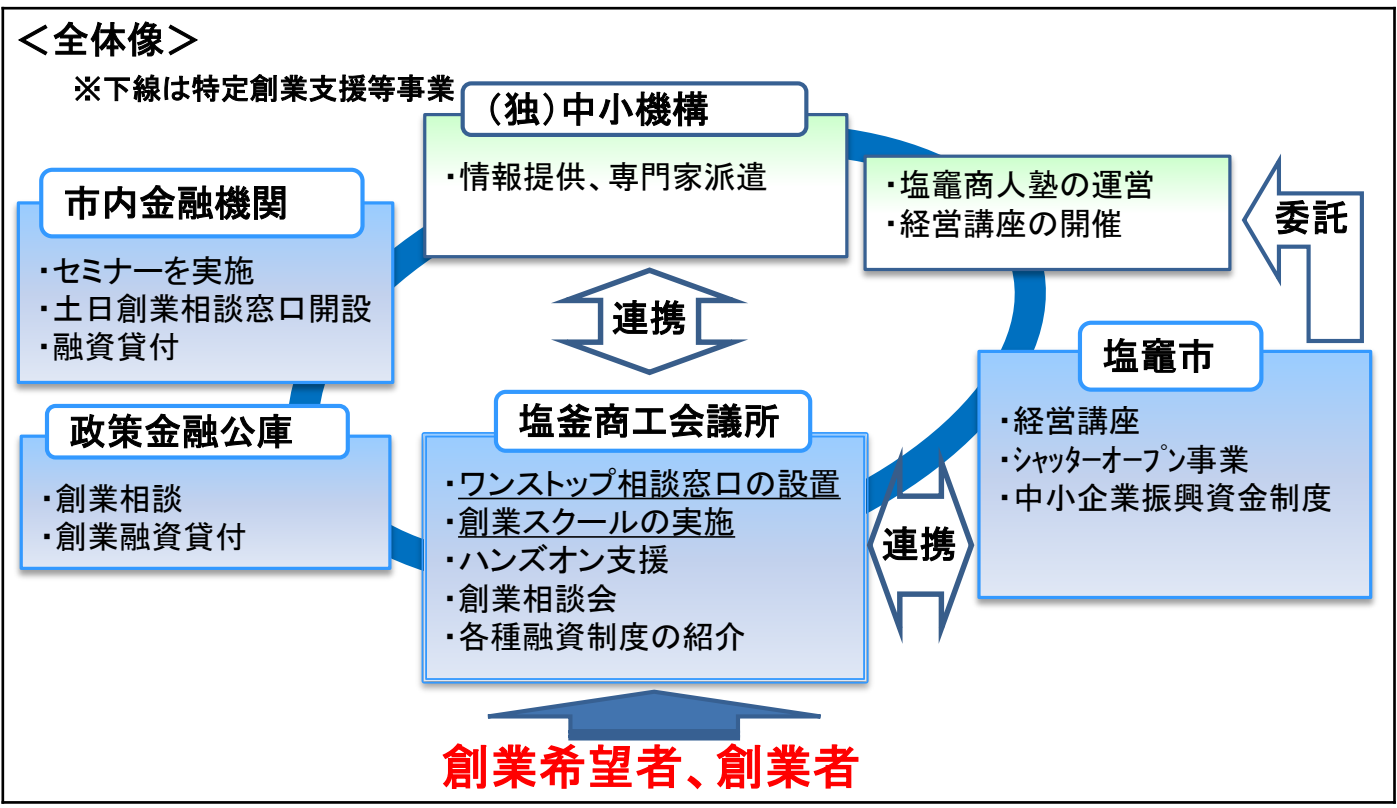 ＜全体像＞
※下線は特定創業支援等事業
（独）中小機構
・情報提供、専門家派遣
・塩竈商人塾の運営
・経営講座の開催
委託
市内金融機関
・セミナーを実施
・土日創業相談窓口開設
・融資貸付
連携
塩竈市
・経営講座
・ｼｬｯﾀｰｵｰﾌﾟﾝ事業
・中小企業振興資金制度
政策金融公庫
・創業相談
・創業融資貸付
塩釜商工会議所
・ワンストップ相談窓口の設置
・創業スクールの実施
・ハンズオン支援
・創業相談会
・各種融資制度の紹介
連携
創業希望者、創業者